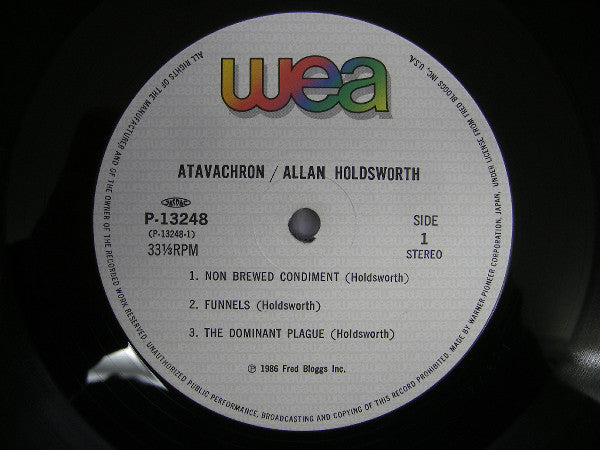 wea
ATAVACHRON / ALLAN HOLDSWORTH
JASRAC
P-13248
(P-13248-1)
33⅓RPM
SIDE
1
STEREO
1. NON BREWED CONDIMENT (Holdsworth)
2. FUNNELS (Holdsworth)
3. THE DOMINANT PLAGUE (Holdsworth)
Ⓟ 1986 Fred Bloggs Inc.
ALL RIGHTS OF THE MANUFACTURER AND OF THE OWNER OF THE RECORDED WORK RESERVED. UNAUTHORIZED PUBLIC PERFORMANCE, BROADCASTING AND COPYING OF THIS RECORD PROHIBITED. MADE BY WARNER-PIONEER CORPORATION, JAPAN, UNDER LICENSE FROM FRED BLOGGS INC., U.S.A.